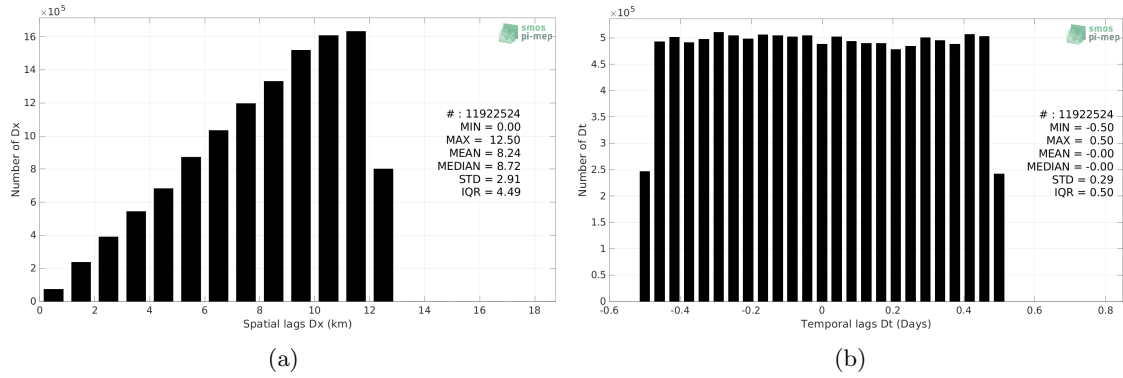 ×10⁵
16
14
12
10
8
6
4
2
0
Number of Dx
smos
pi-mep
# : 11922524
MIN = 0.00
MAX = 12.50
MEAN = 8.24
MEDIAN = 8.72
STD = 2.91
IQR = 4.49
0 2 4 6 8 10 12 14 16 18
Spatial lags Dx (km)
(a)
×10⁵
5
4.5
4
3.5
3
2.5
2
1.5
1
0.5
0
Number of Dt
smos
pi-mep
# : 11922524
MIN = -0.50
MAX = 0.50
MEAN = -0.00
MEDIAN = -0.00
STD = 0.29
IQR = 0.50
-0.6 -0.4 -0.2 0 0.2 0.4 0.6 0.8
Temporal lags Dt (Days)
(b)